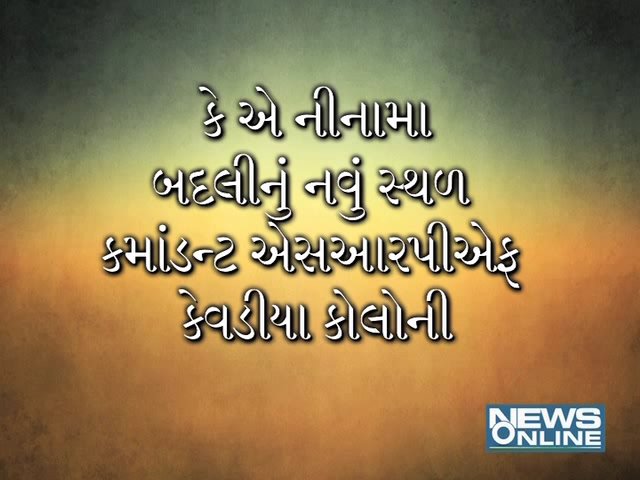 કે એ નીનામા
બદલીનું નવું સ્થળ
કમાંડન્ટ એસઆરપીએફ
કેવડીયા કોલોની
NEWS
ONLINE